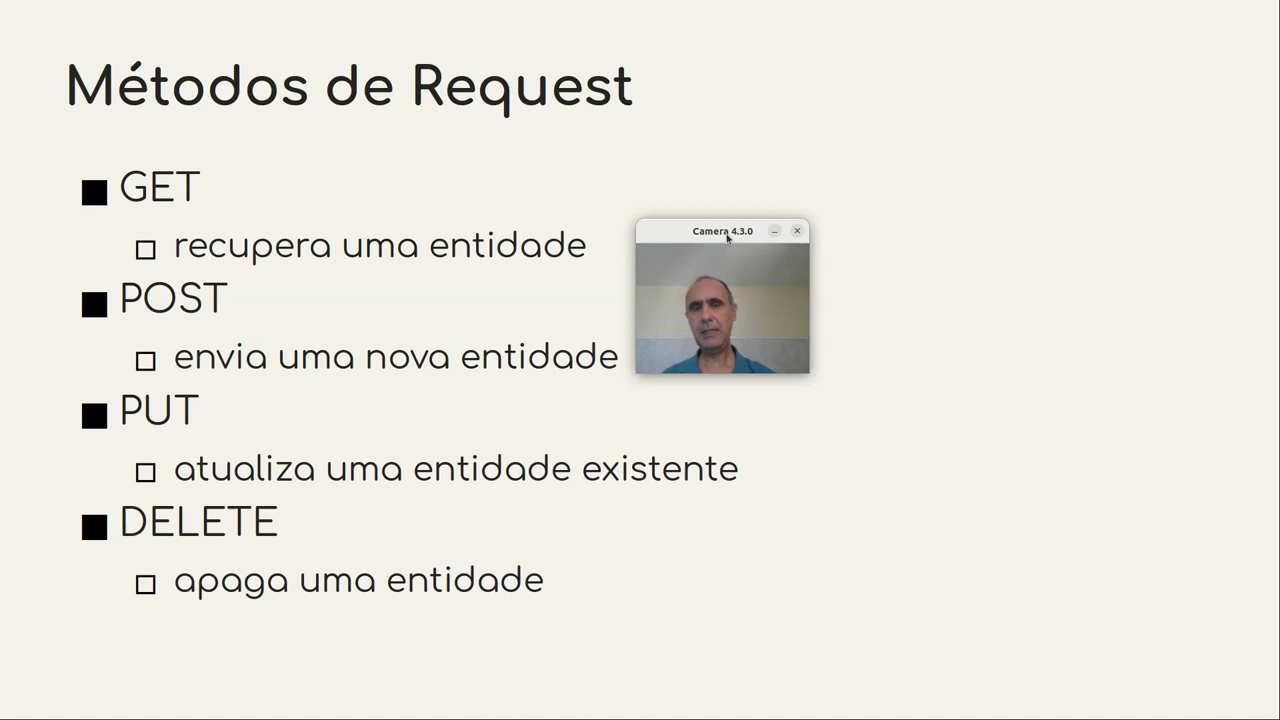 Métodos de Request
GET
recupera uma entidade
Camera 4.3.0
POST
envia uma nova entidade
PUT
atualiza uma entidade existente
DELETE
apaga uma entidade